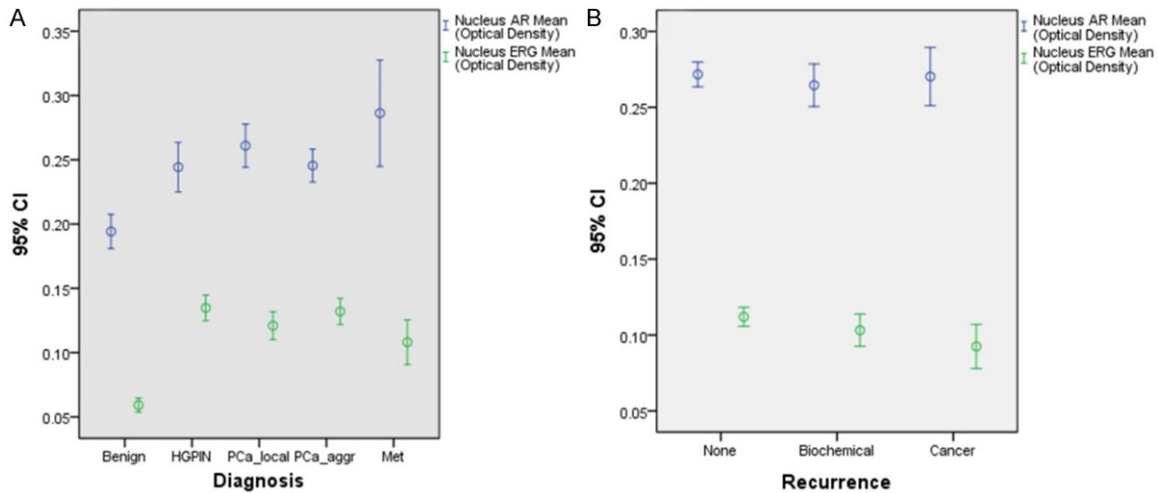 A
0.35
0.30
0.25
0.20
0.15
0.10
0.05
95% CI
Benign HGPIN PCa_local PCa_aggr Met
Diagnosis
Nucleus AR Mean
(Optical Density)
Nucleus ERG Mean
(Optical Density)
B
0.30
0.25
0.20
0.15
0.10
0.05
95% CI
None Biochemical Cancer
Recurrence
Nucleus AR Mean
(Optical Density)
Nucleus ERG Mean
(Optical Density)